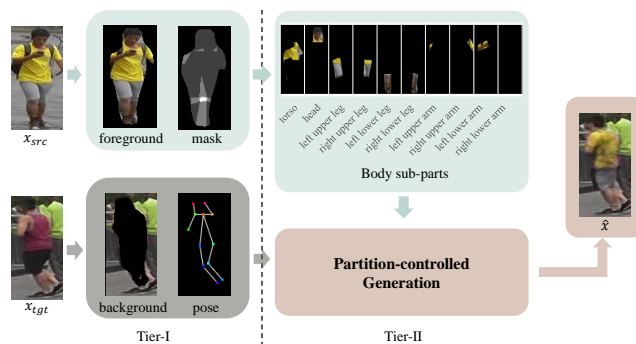 x_src
foreground
mask
torso
head
left upper leg
right upper leg
left lower leg
right lower leg
left upper arm
right upper arm
left lower arm
right lower arm
Body sub-parts
x̂
x_tgt
background
pose
Partition-controlled
Generation
Tier-I
Tier-II